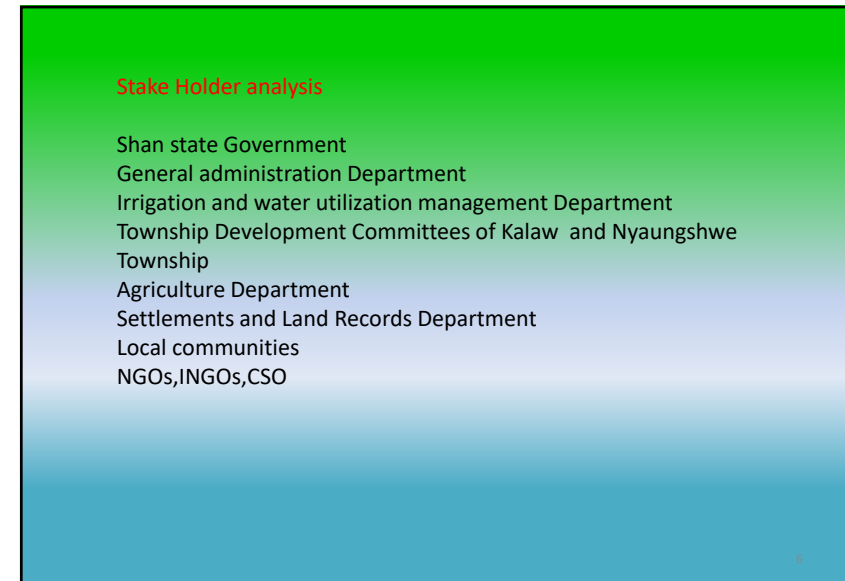 Stake Holder analysis
Shan state Government
General administration Department
Irrigation and water utilization management Department
Township Development Committees of Kalaw  and Nyaungshwe
Township
Agriculture Department
Settlements and Land Records Department
Local communities
NGOs,INGOs,CSO